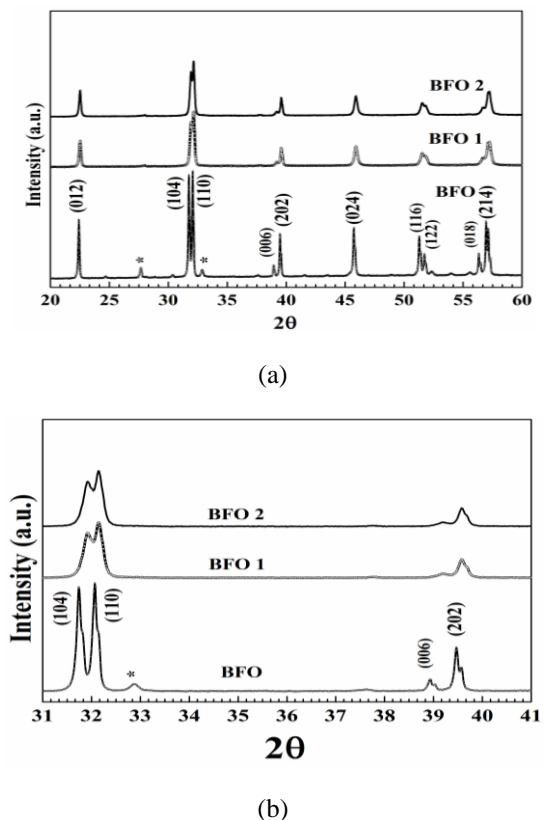 BFO 2
BFO 1
BFO
Intensity (a.u.)
(012)
*
(104)
(110)
*
(006)
(202)
(024)
(116)
(122)
(018)
(214)
20 25 30 35 40 45 50 55 60
2θ
(a)
BFO 2
BFO 1
BFO
Intensity (a.u.)
(104)
(110)
*
(006)
(202)
31 32 33 34 35 36 37 38 39 40 41
2θ
(b)